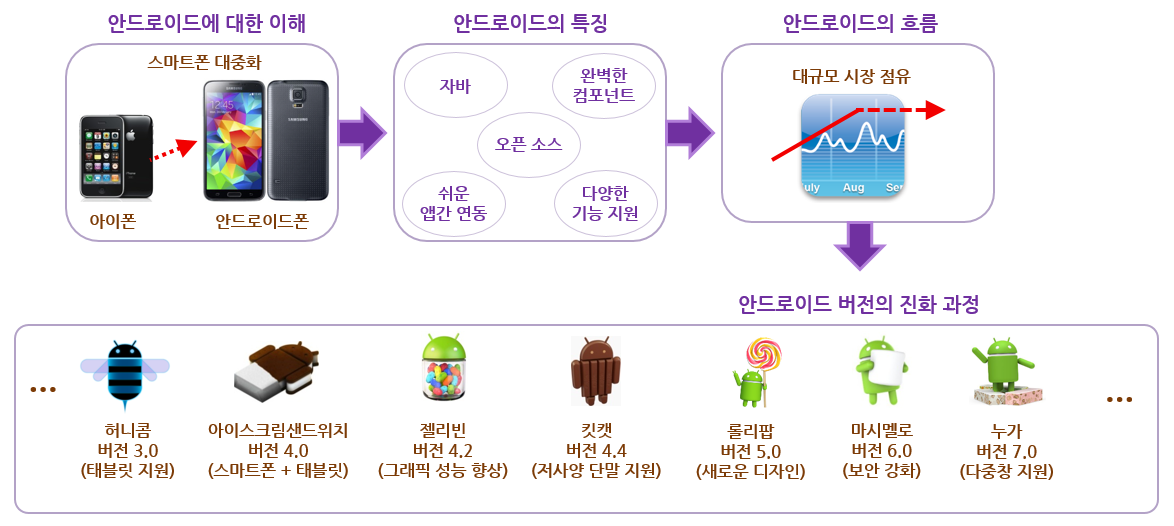 안드로이드에 대한 이해
스마트폰 대중화
아이폰
안드로이드폰
안드로이드의 특징
자바
완벽한
컴포넌트
오픈 소스
쉬운
앱간 연동
다양한
기능 지원
안드로이드의 흐름
대규모 시장 점유
July Aug Sep
안드로이드 버전의 진화 과정
...
허니콤
버전 3.0
(태블릿 지원)
아이스크림샌드위치
버전 4.0
(스마트폰 + 태블릿)
젤리빈
버전 4.2
(그래픽 성능 향상)
킷캣
버전 4.4
(저사양 단말 지원)
롤리팝
버전 5.0
(새로운 디자인)
마시멜로
버전 6.0
(보안 강화)
누가
버전 7.0
(다중창 지원)
...